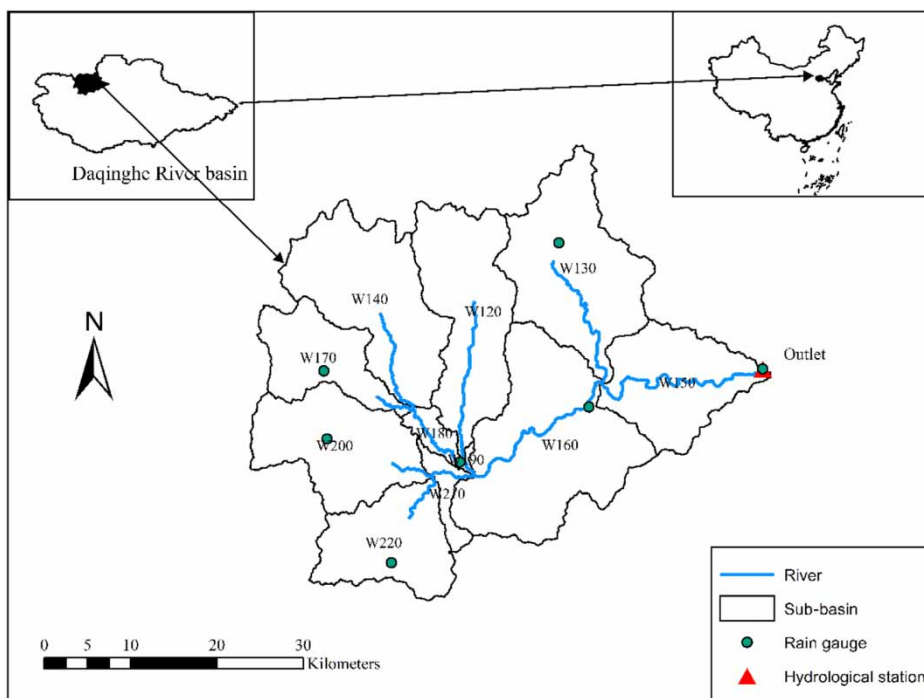 Daqinghe River basin
W130
W140
W120
N
Outlet
W170
W150
W180
W160
W200
W190
W210
W220
River
Sub-basin
Rain gauge
Hydrological station
0 5 10 20 30
Kilometers